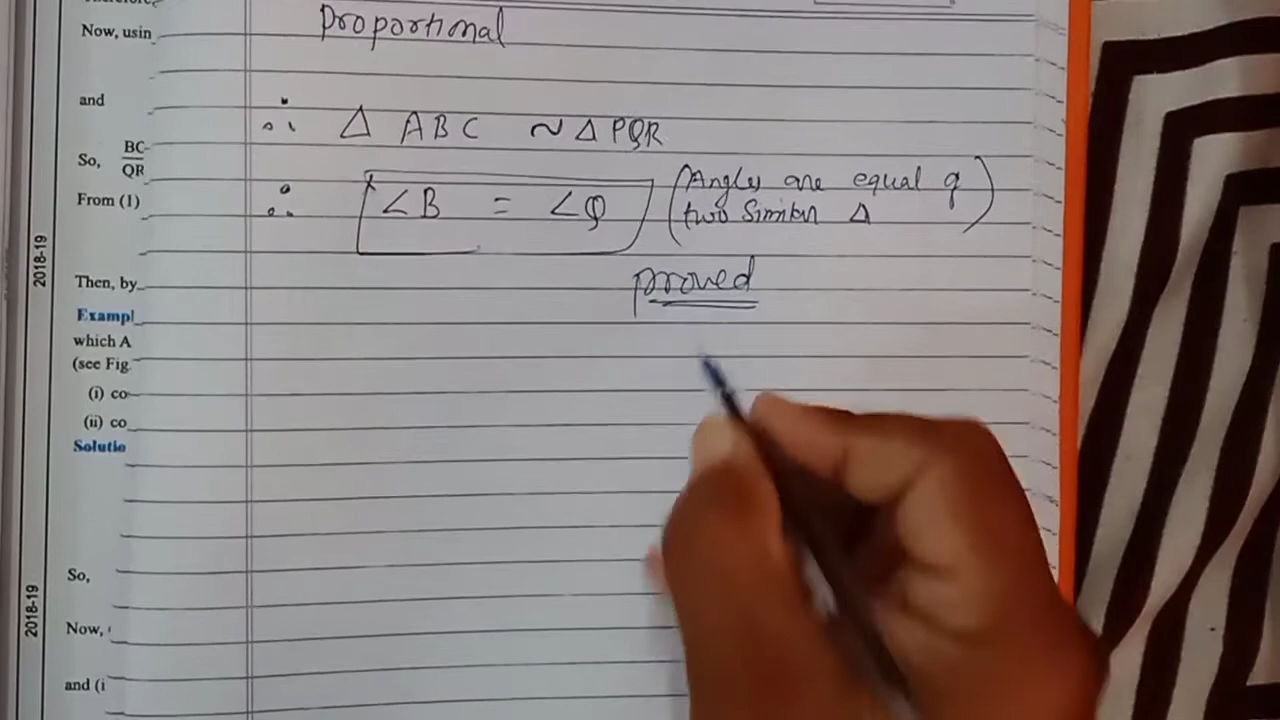 Now, usin
Proportional
and
∴ Δ ABC ~ Δ PQR
So, BC
QR
∴ ∠B = ∠Q (Angles are equal of
two Similar Δ)
From (1)
2018-19
proved
Then, by
Exampl
which A
(see Fig
(i) co
(ii) co
Solutio
So,
2018-19
Now,
and (i